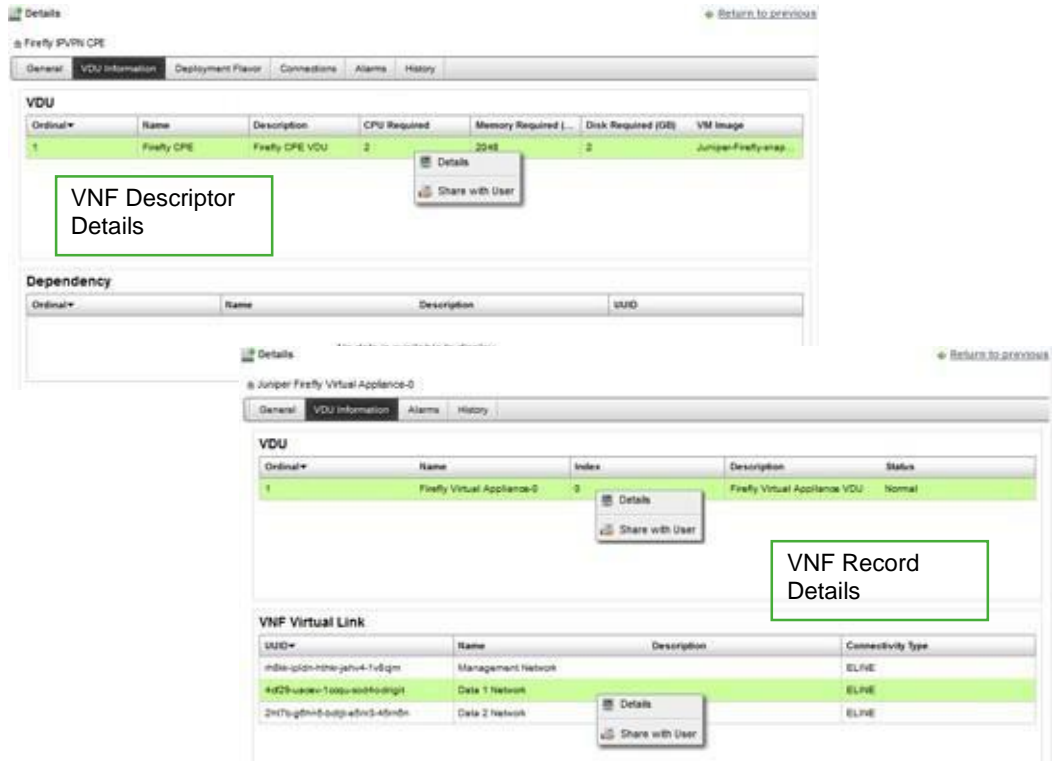 Details
Return to previous
Firefly IPVPN CPE
General VDU Information Deployment Flavor Connections Alarms History
VDU
Ordinal Name Description CPU Required Memory Required (... Disk Required (GB) VM Image
1 Firefly CPE Firefly CPE VDU 2 2048 2 Juniper-Firefly-snap...
Details
Share with User
VNF Descriptor
Details
Dependency
Ordinal Name Description UUID
Details
Return to previous
Juniper Firefly Virtual Appliance-0
General VDU Information Alarms History
VDU
Ordinal Name Index Description Status
1 Firefly Virtual Appliance-0 0 Firefly Virtual Appliance VDU Normal
Details
Share with User
VNF Record
Details
VNF Virtual Link
UUID Name Description Connectivity Type
Management Network ELINE
Data 1 Network ELINE
Data 2 Network ELINE
Details
Share with User